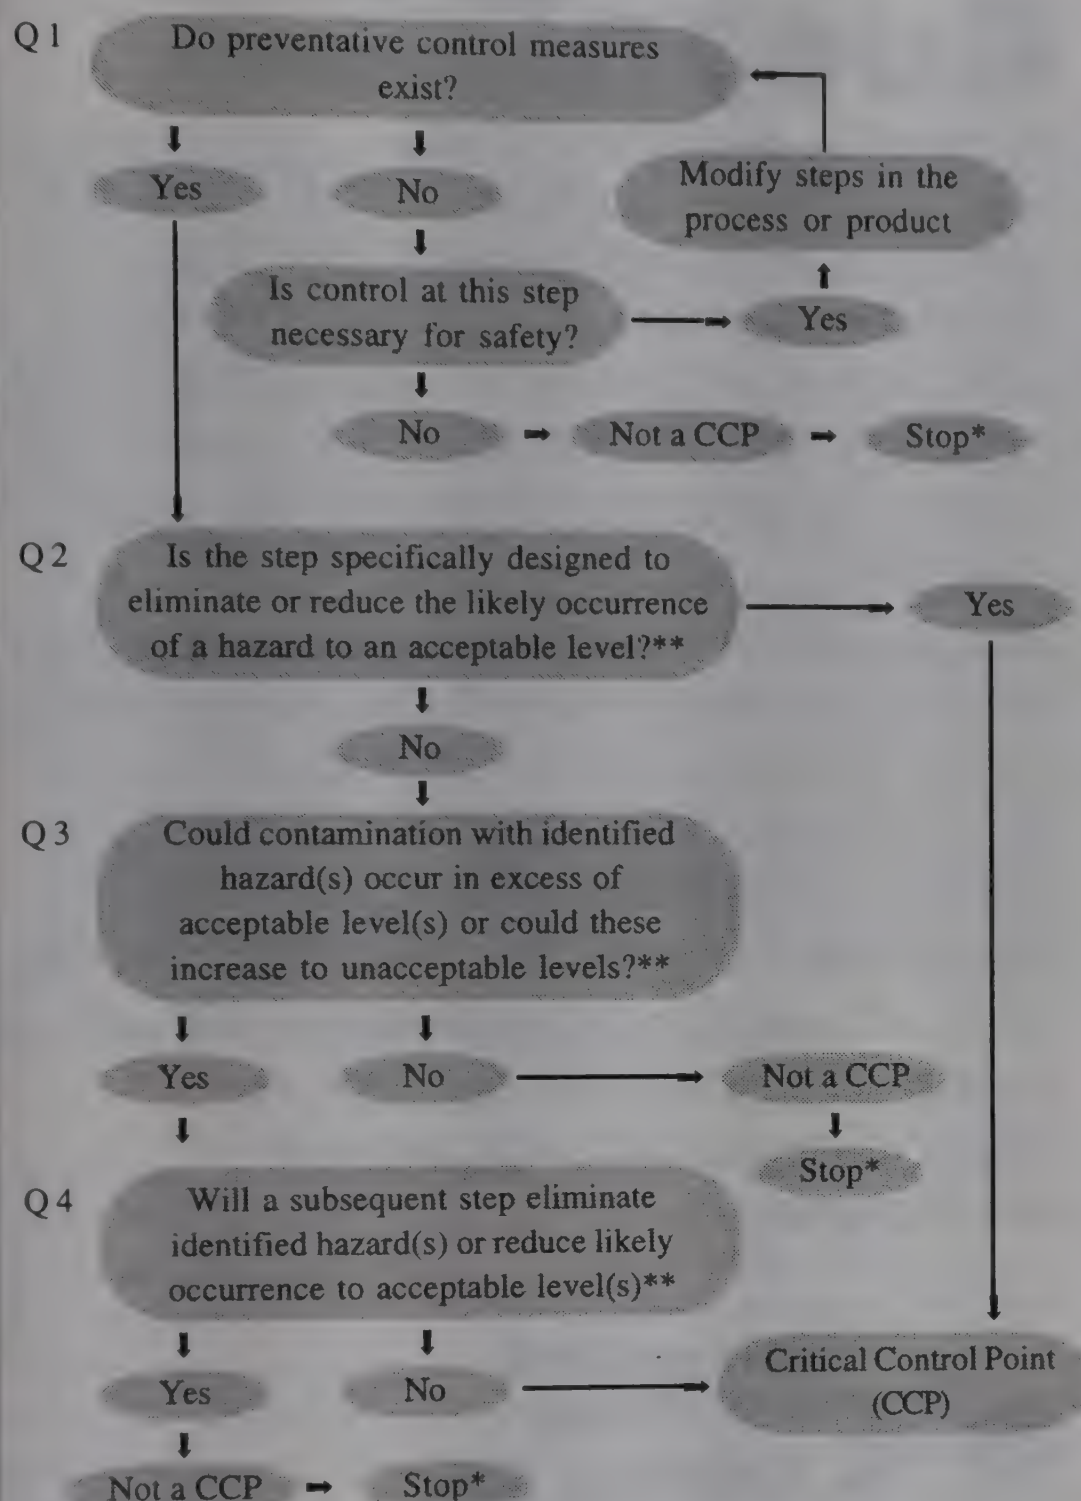 Q 1
Do preventative control measures
exist?
Yes
No
Modify steps in the
process or product
Is control at this step
necessary for safety?
Yes
No
Not a CCP
Stop*
Q 2
Is the step specifically designed to
eliminate or reduce the likely occurrence
of a hazard to an acceptable level?**
Yes
No
Q 3
Could contamination with identified
hazard(s) occur in excess of
acceptable level(s) or could these
increase to unacceptable levels?**
Yes
No
Not a CCP
Stop*
Q 4
Will a subsequent step eliminate
identified hazard(s) or reduce likely
occurrence to acceptable level(s)**
Yes
No
Critical Control Point
(CCP)
Not a CCP
Stop*